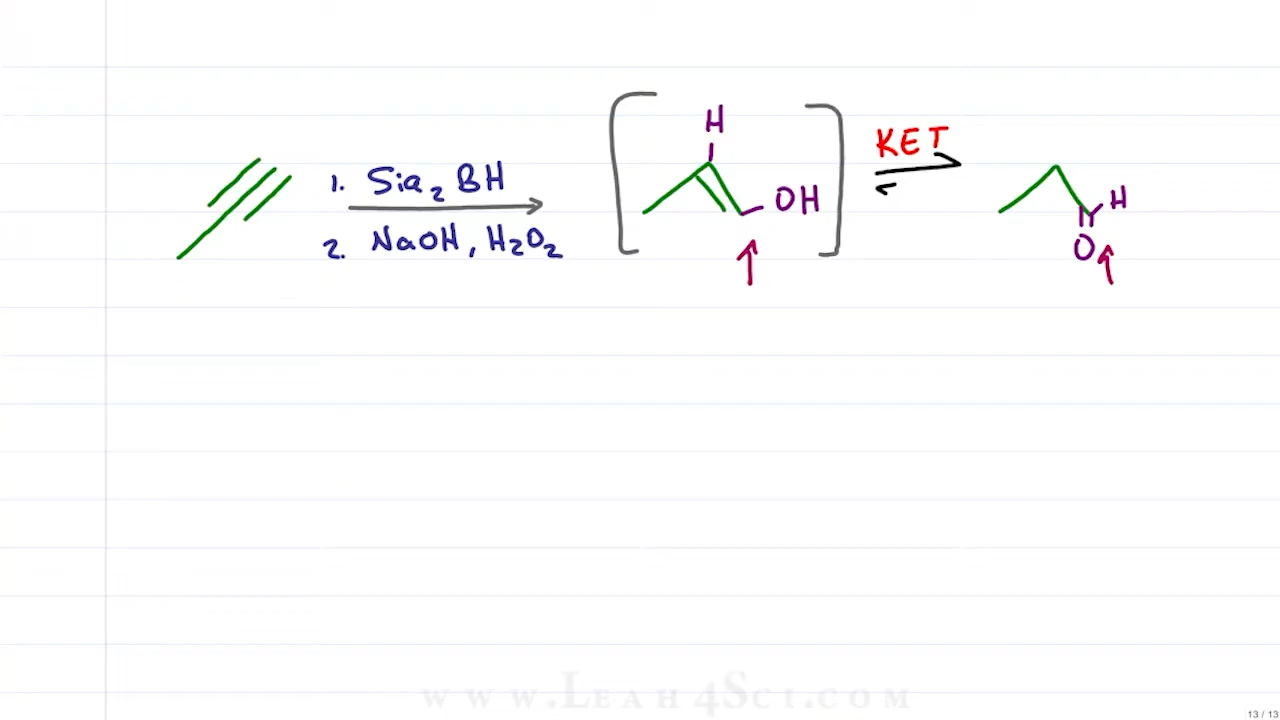 1. Sia₂BH
2. NaOH, H₂O₂
H
OH
KET
H
O
www.Leah4Sci.com
13 / 13